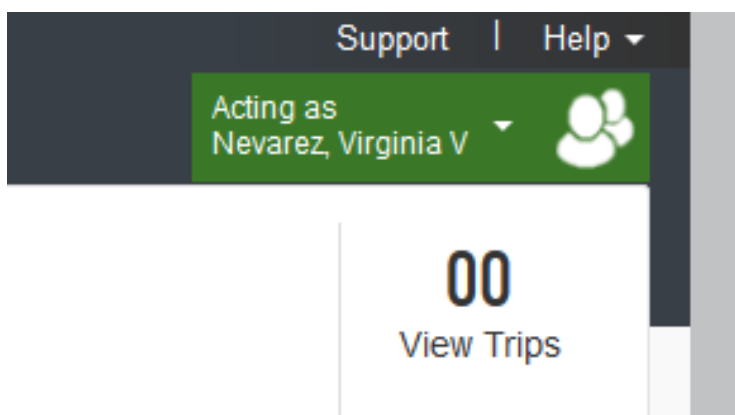 Support | Help
Acting as
Nevarez, Virginia V
00
View Trips